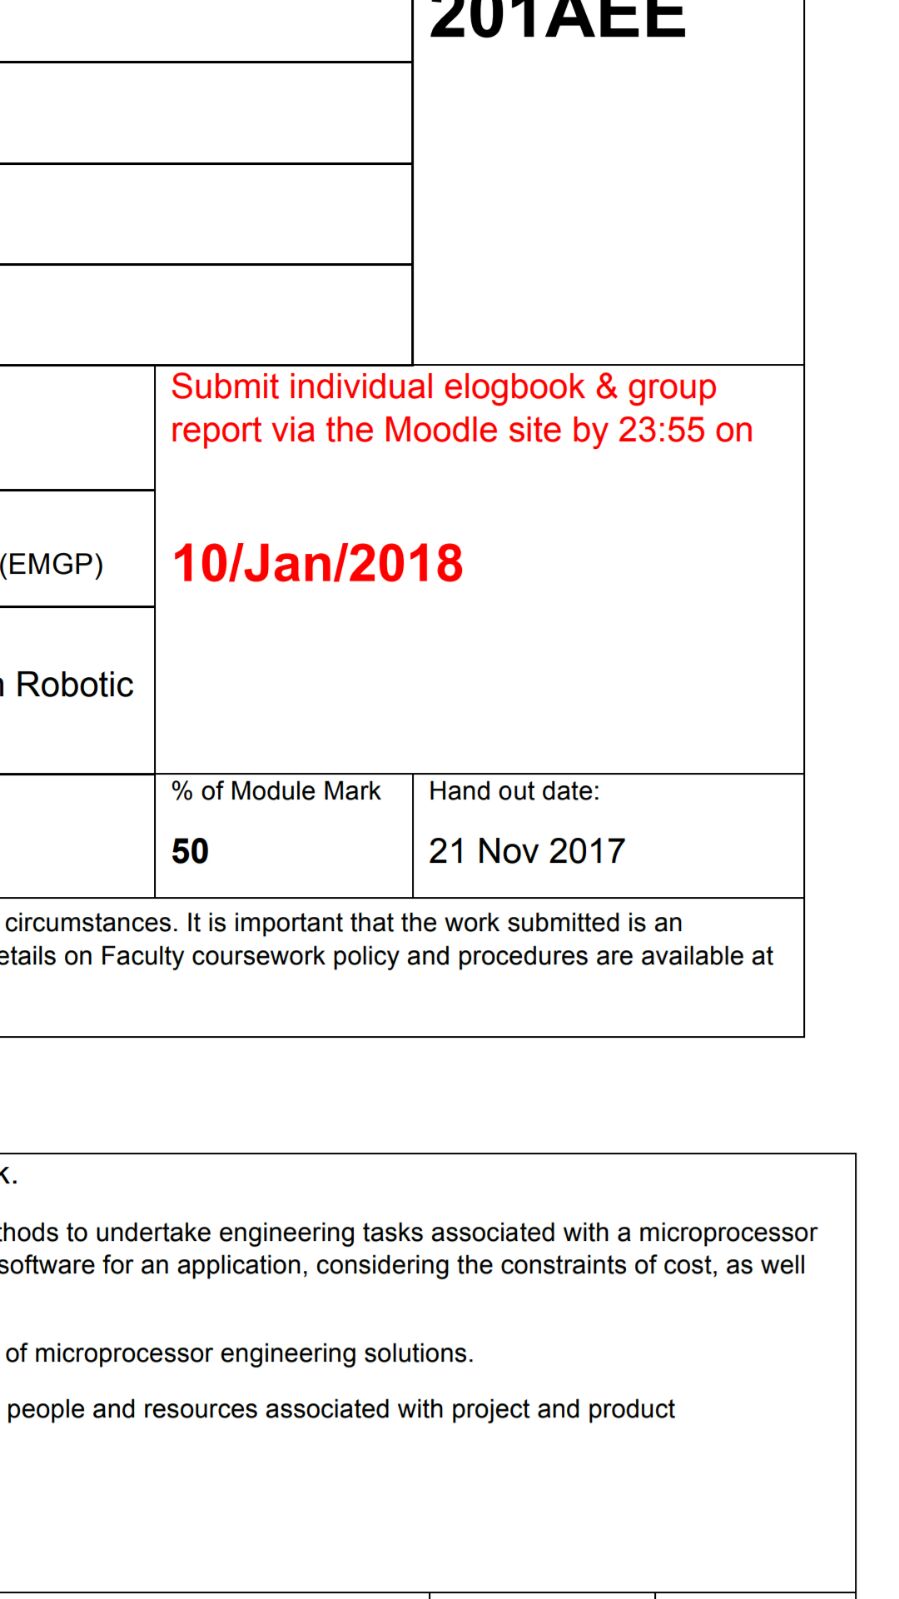 201AEE
Submit individual elogbook & group
report via the Moodle site by 23:55 on
(EMGP)
10/Jan/2018
Robotic
% of Module Mark
Hand out date:
50
21 Nov 2017
circumstances. It is important that the work submitted is an
etails on Faculty coursework policy and procedures are available at
k.
thods to undertake engineering tasks associated with a microprocessor
software for an application, considering the constraints of cost, as well
of microprocessor engineering solutions.
people and resources associated with project and product